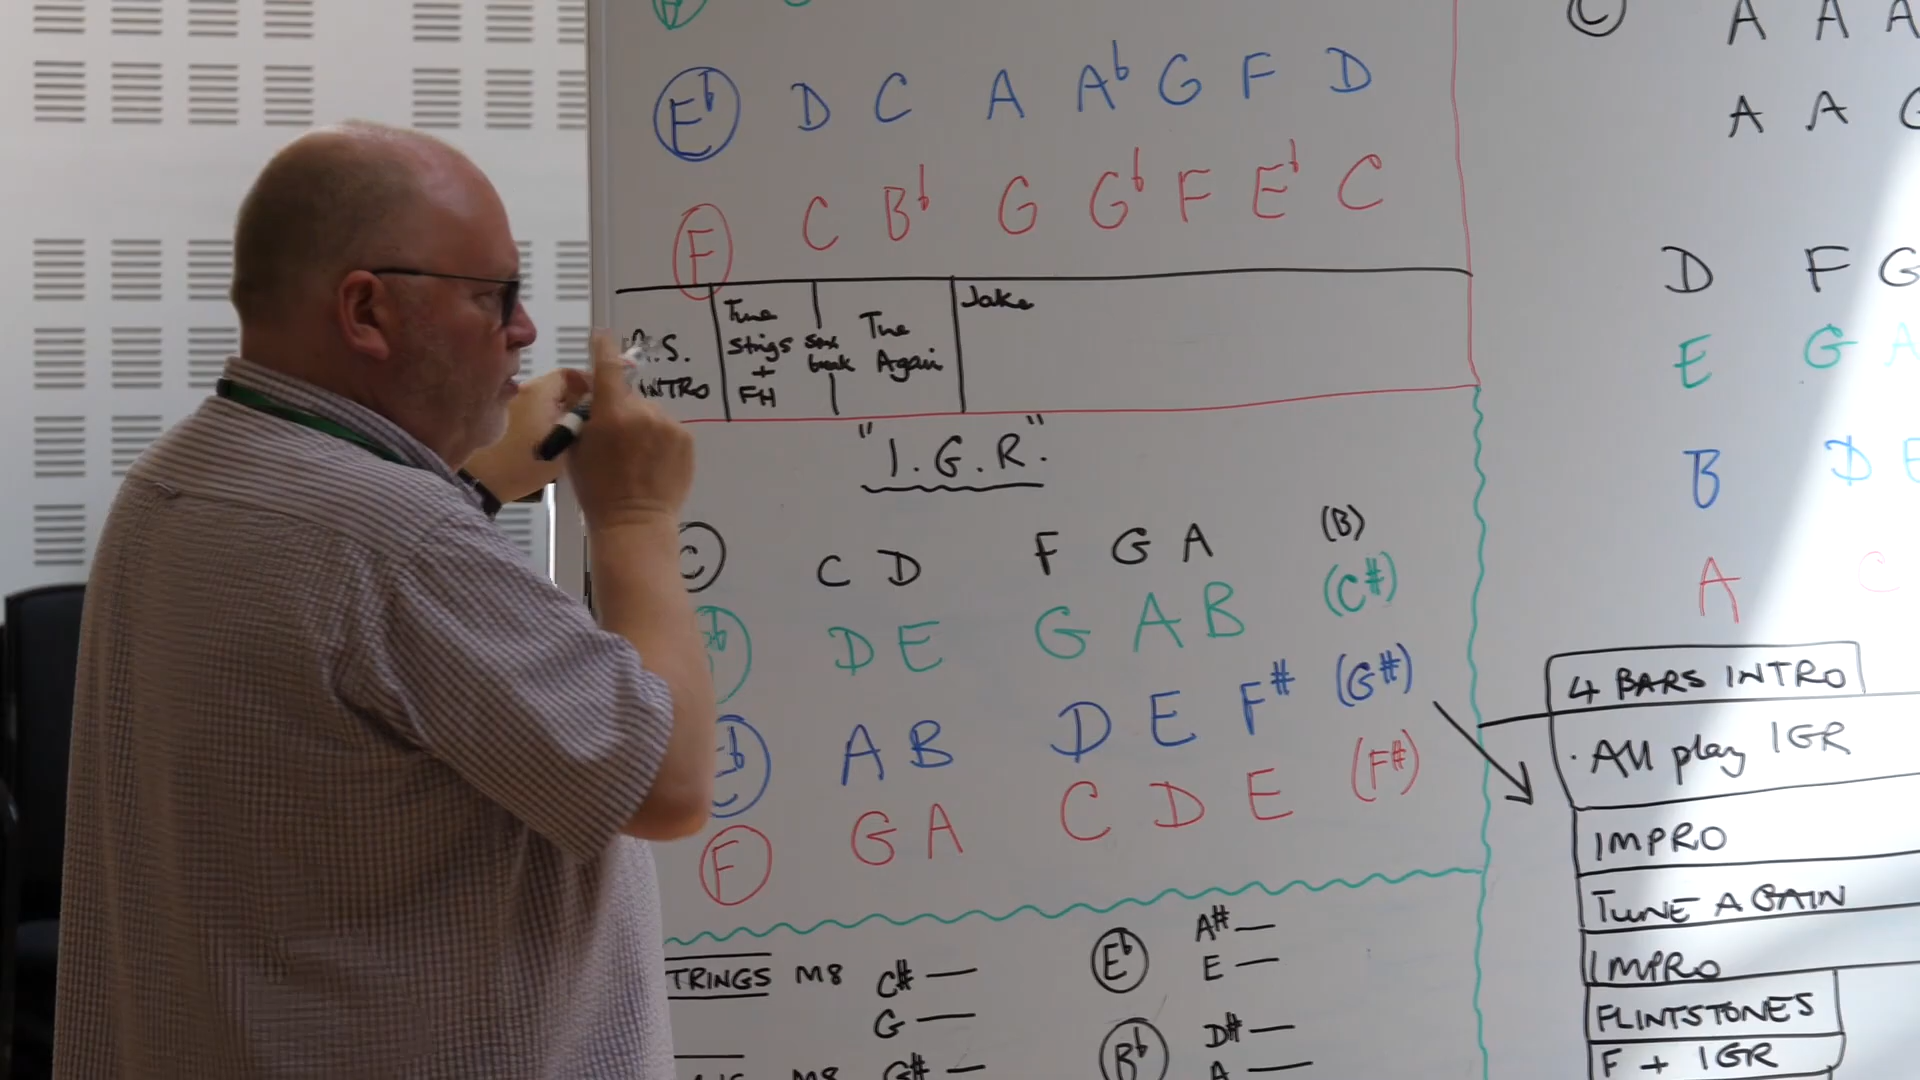 E♭ D C A A♭ G F D
F C B♭ G G♭ F E♭ C
.S. INTRO
Tune Strings + FH
Sax break
Tune Again
Jake
"I.G.R."
C C D F G A (B)
D E G A B (C#)
A B D E F# (G#)
F G A C D E (F#)
TRINGS M8 C# —
G —
M8 G# —
E♭ A# —
E —
B♭ D# —
A —
C A A A
A A G
D F G
E G A
B D E
A C
4 BARS INTRO
· All play IGR
IMPRO
TUNE AGAIN
IMPRO
FLINTSTONES
F + IGR